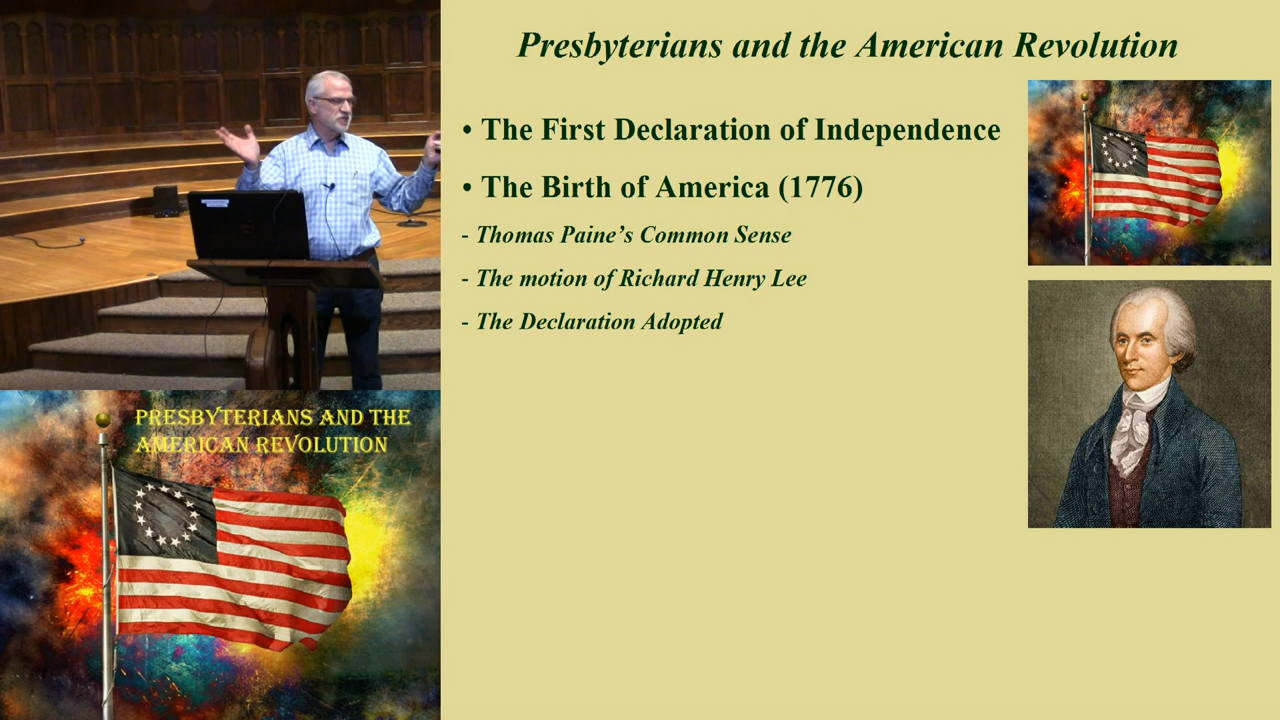 Presbyterians and the American Revolution
• The First Declaration of Independence
• The Birth of America (1776)
- Thomas Paine’s Common Sense
- The motion of Richard Henry Lee
- The Declaration Adopted
PRESBYTERIANS AND THE
AMERICAN REVOLUTION